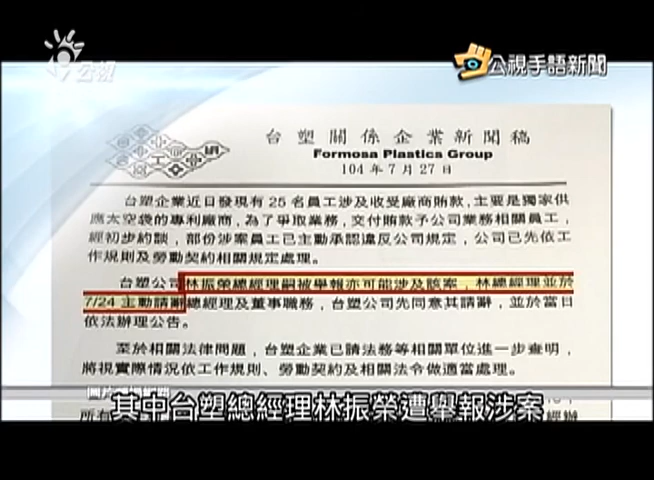 公視
公視手語新聞
台塑關係企業新聞稿
Formosa Plastics Group
104年7月27日
台塑企業近日發現有25名員工涉及收受廠商賄款,主要是獨家供
應太空袋的專利廠商,為了爭取業務,交付賄款予公司業務相關員工,
經初步約談,部份涉案員工已主動承認違反公司規定,公司已先依工
作規則及勞動契約相關規定處理。
台塑公司林振榮總經理嗣被舉報亦可能涉及該案,林總經理並於
7/24主動請辭總經理及董事職務,台塑公司先同意其請辭,並於當日
依法辦理公告。
至於相關法律問題,台塑企業已請法務等相關單位進一步查明,
將視實際情況依工作規則、勞動契約及相關法令做適當處理。
其中台塑總經理林振榮遭舉報涉案